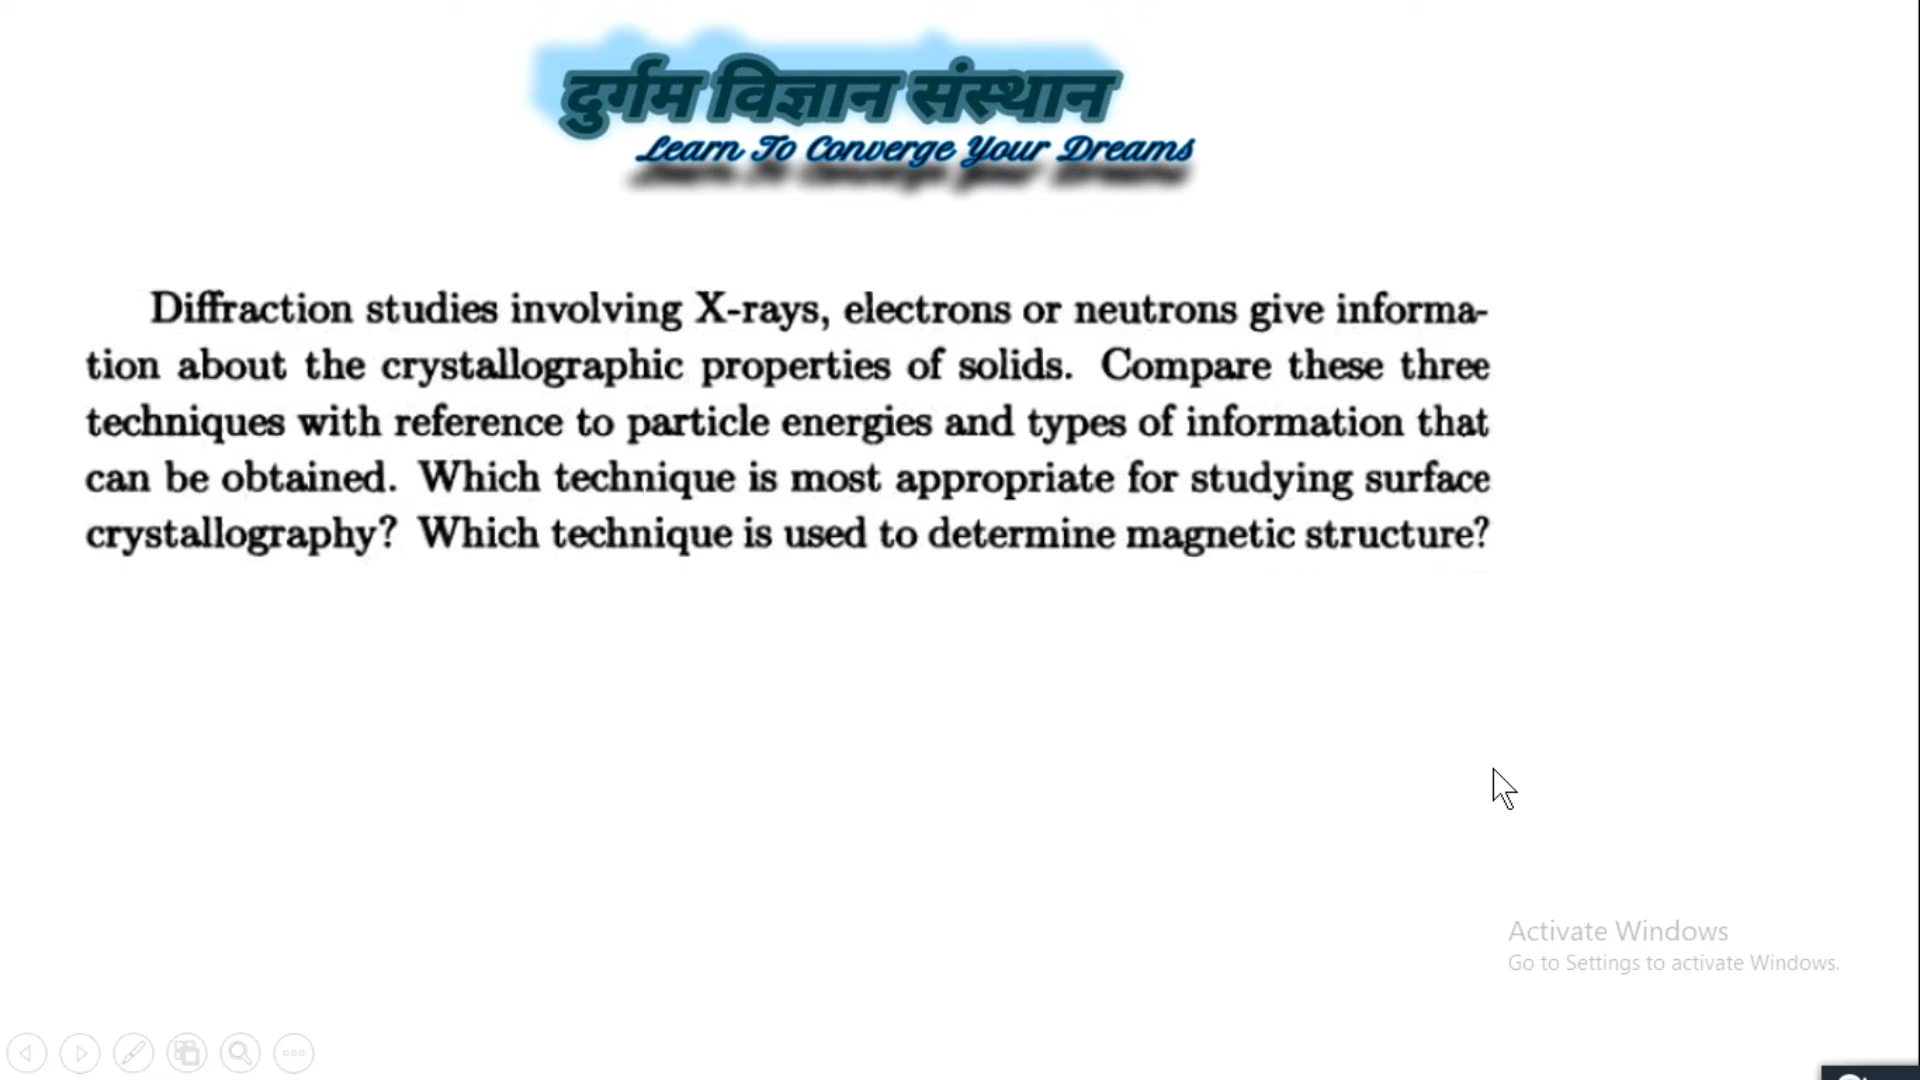 दुर्गम विज्ञान संस्थान
Learn To Converge Your Dreams
Diffraction studies involving X-rays, electrons or neutrons give informa-
tion about the crystallographic properties of solids. Compare these three
techniques with reference to particle energies and types of information that
can be obtained. Which technique is most appropriate for studying surface
crystallography? Which technique is used to determine magnetic structure?
Activate Windows
Go to Settings to activate Windows.